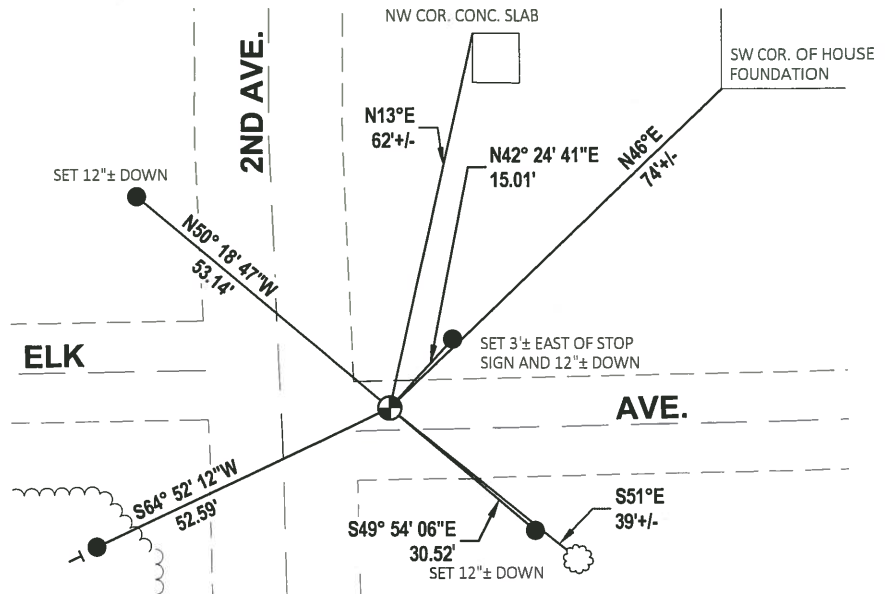 NW COR. CONC. SLAB
2ND AVE.
SW COR. OF HOUSE
FOUNDATION
N13°E
62'+/-
N42° 24' 41"E
15.01'
N46°E
74'+/-
SET 12"± DOWN
N50° 18' 47"W
53.14'
SET 3'± EAST OF STOP
SIGN AND 12"± DOWN
ELK
AVE.
S64° 52' 12"W
52.59'
S51°E
39'+/-
S49° 54' 06"E
30.52'
SET 12"± DOWN